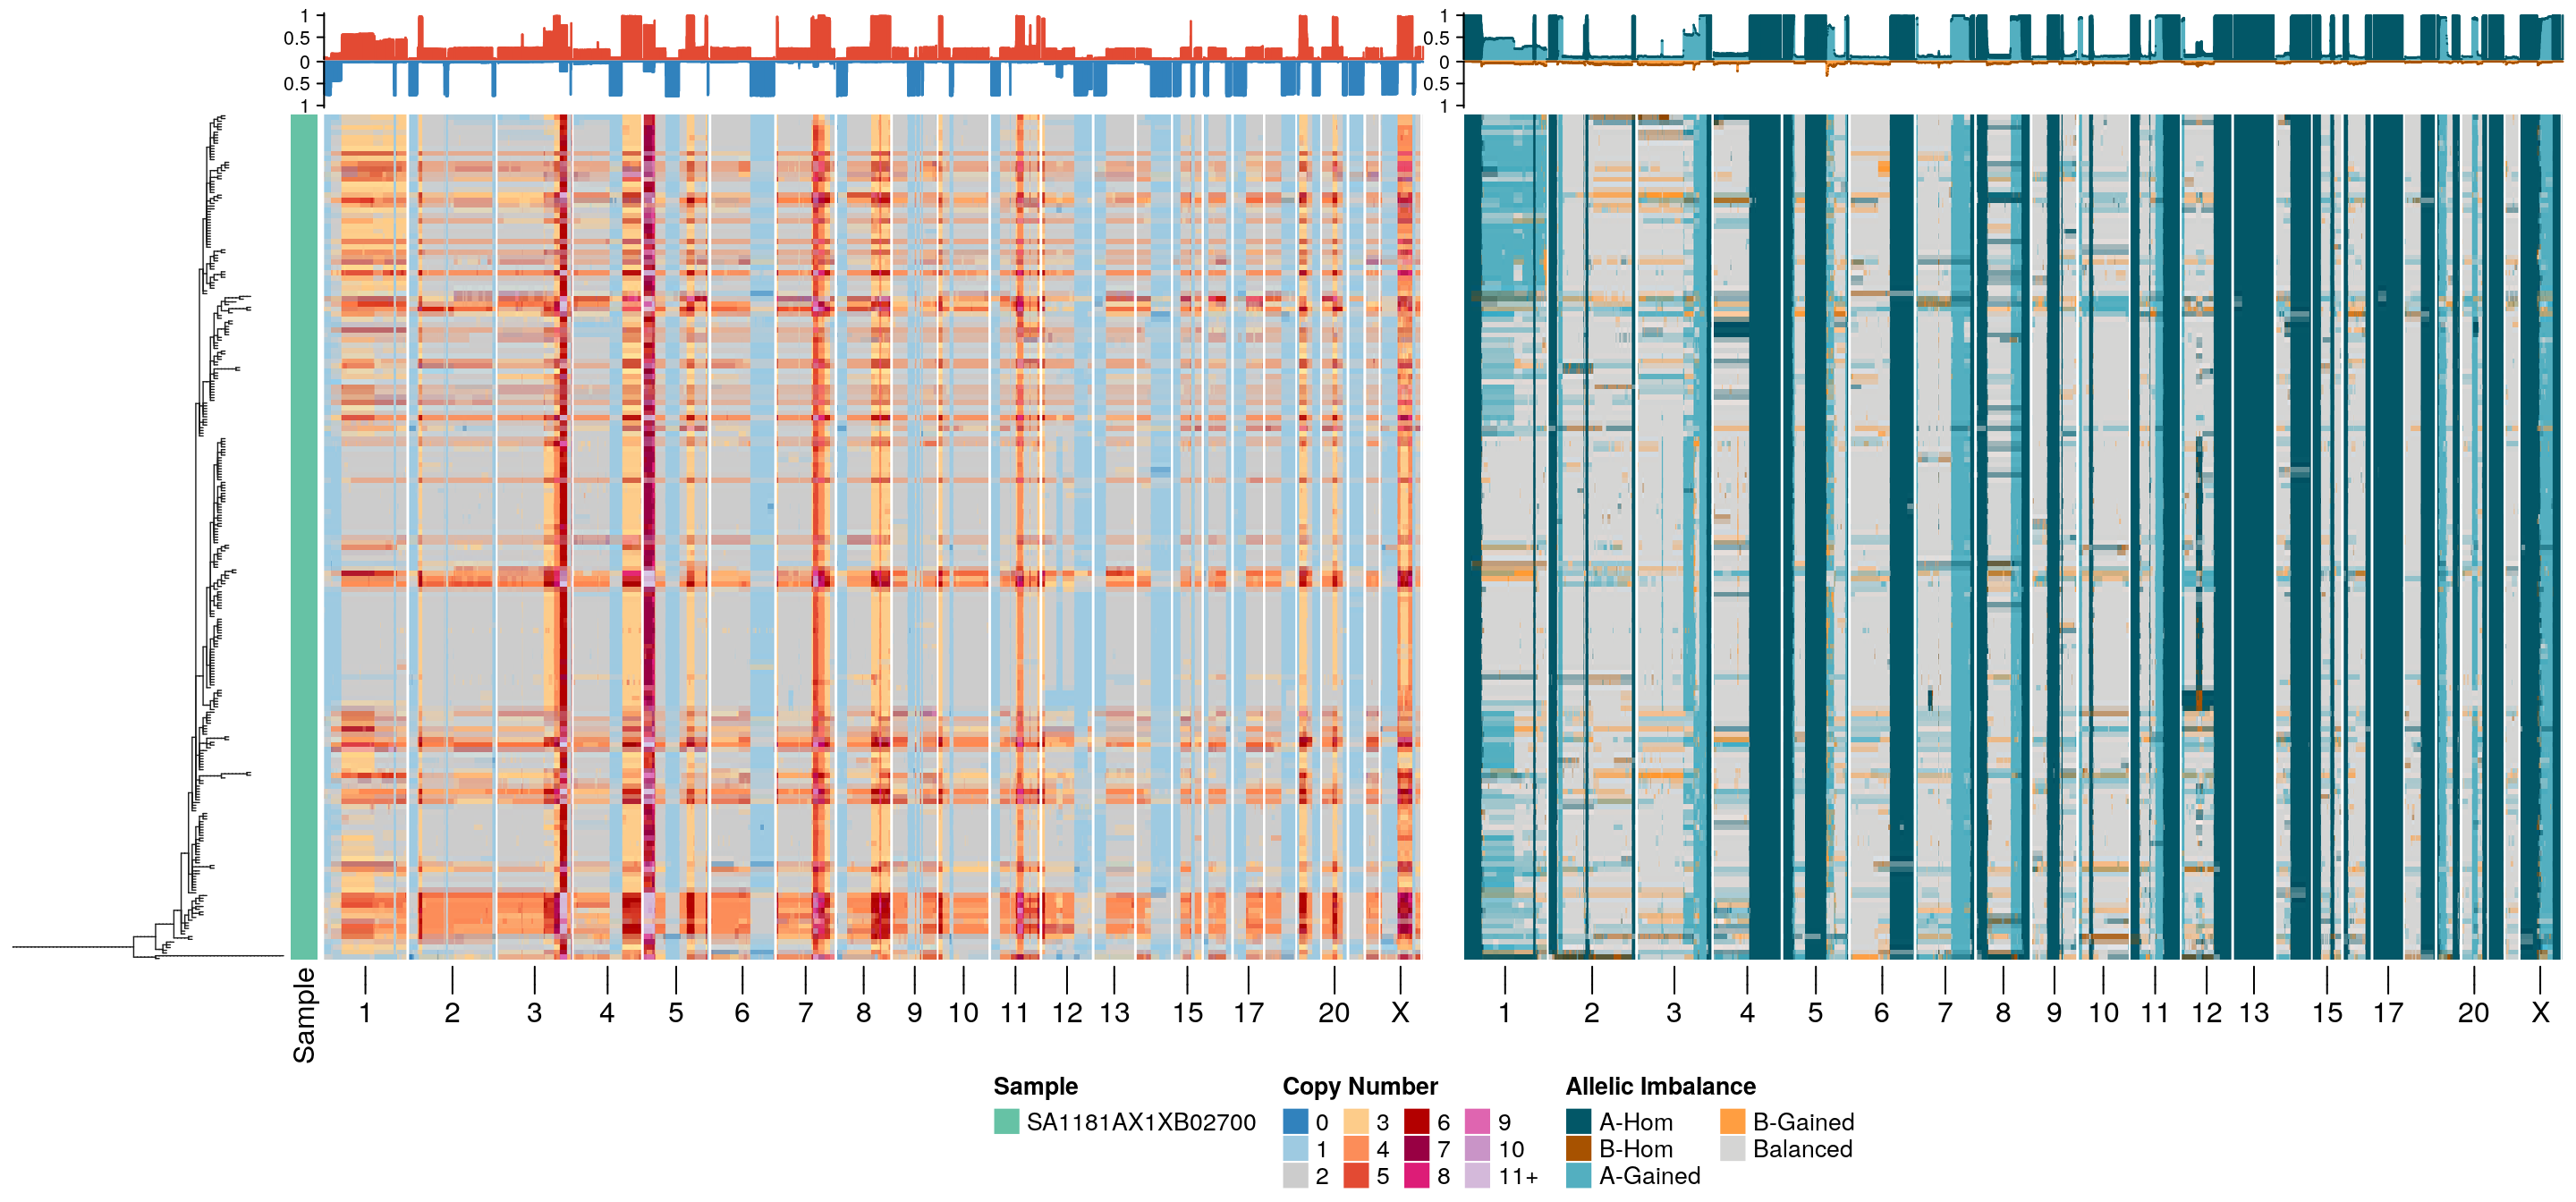 1
0.5
0
0.5
1
1
0.5
0
0.5
1
Sample
1 2 3 4 5 6 7 8 9 10 11 12 13 15 17 20 X
1 2 3 4 5 6 7 8 9 10 11 12 13 15 17 20 X
Sample
SA1181AX1XB02700
Copy Number
0 3 6 9
1 4 7 10
2 5 8 11+
Allelic Imbalance
A-Hom B-Gained
B-Hom Balanced
A-Gained